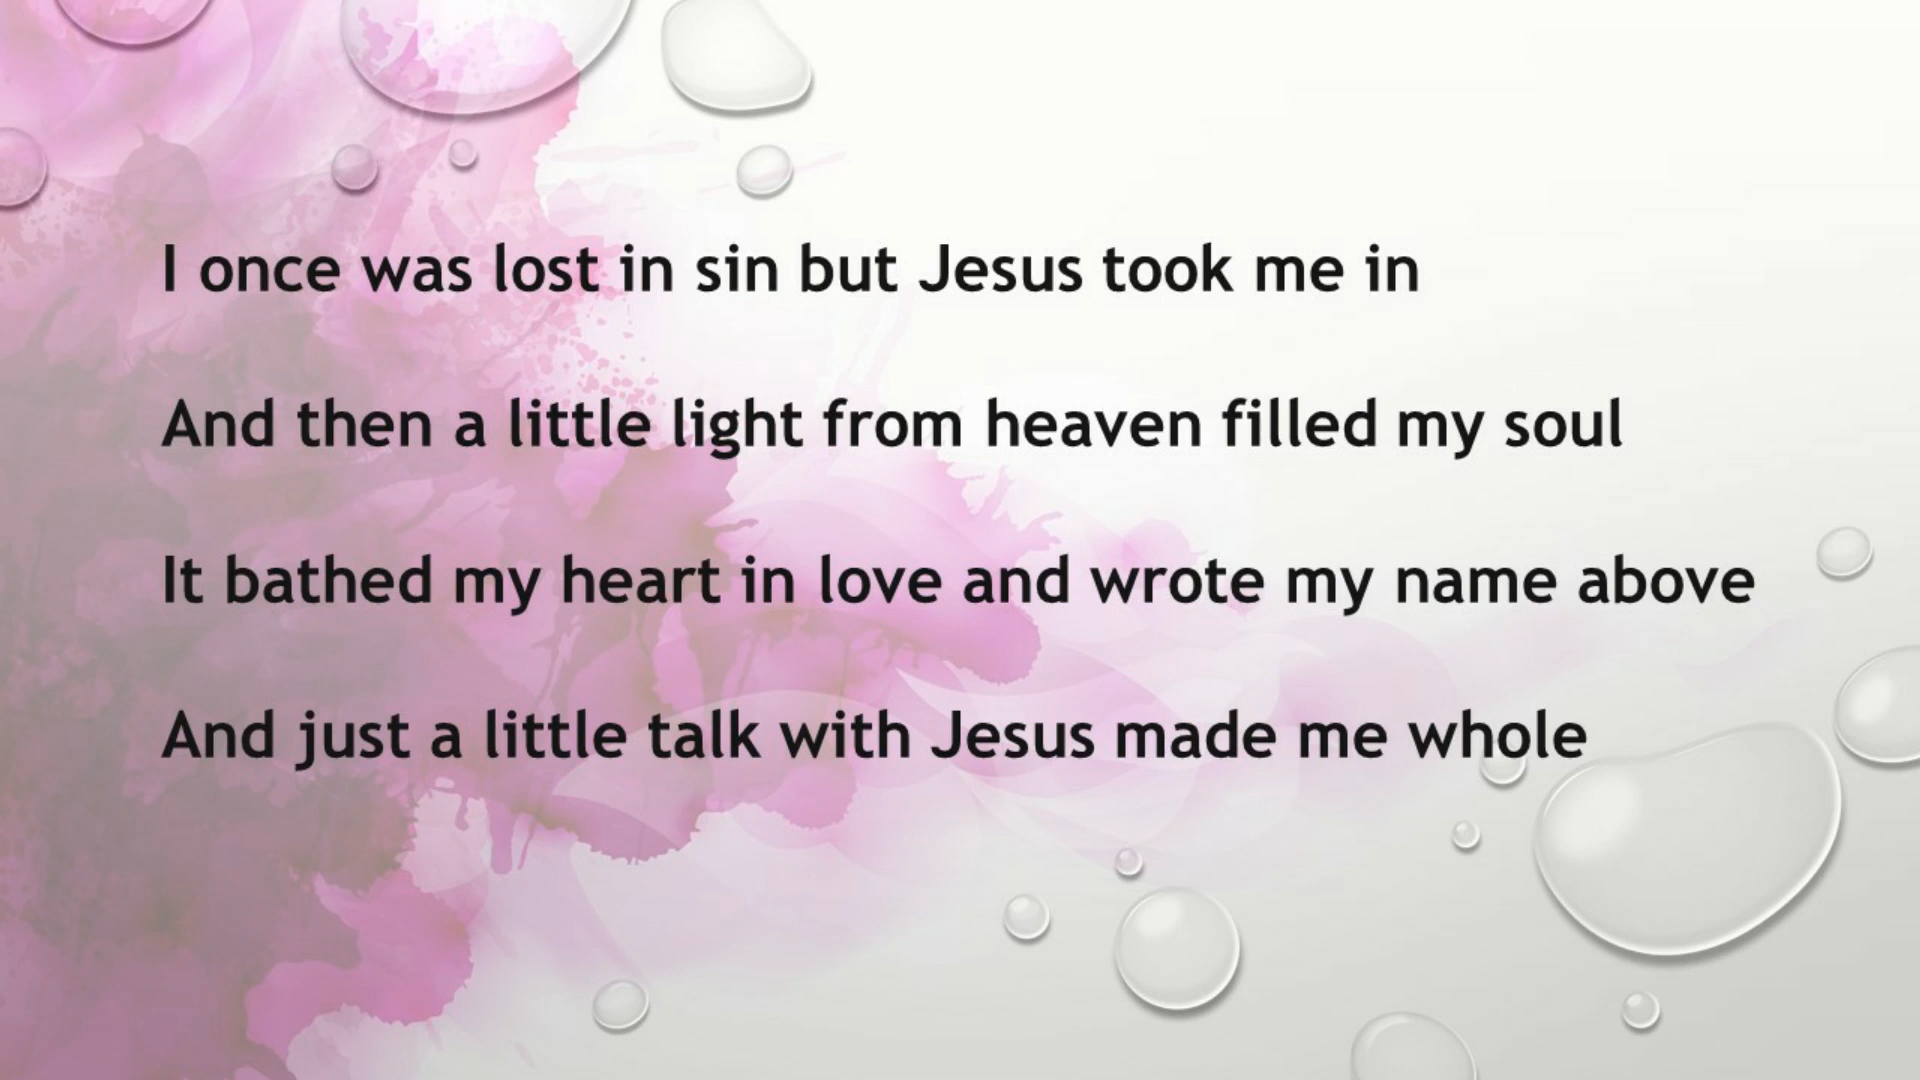 I once was lost in sin but Jesus took me in
And then a little light from heaven filled my soul
It bathed my heart in love and wrote my name above
And just a little talk with Jesus made me whole